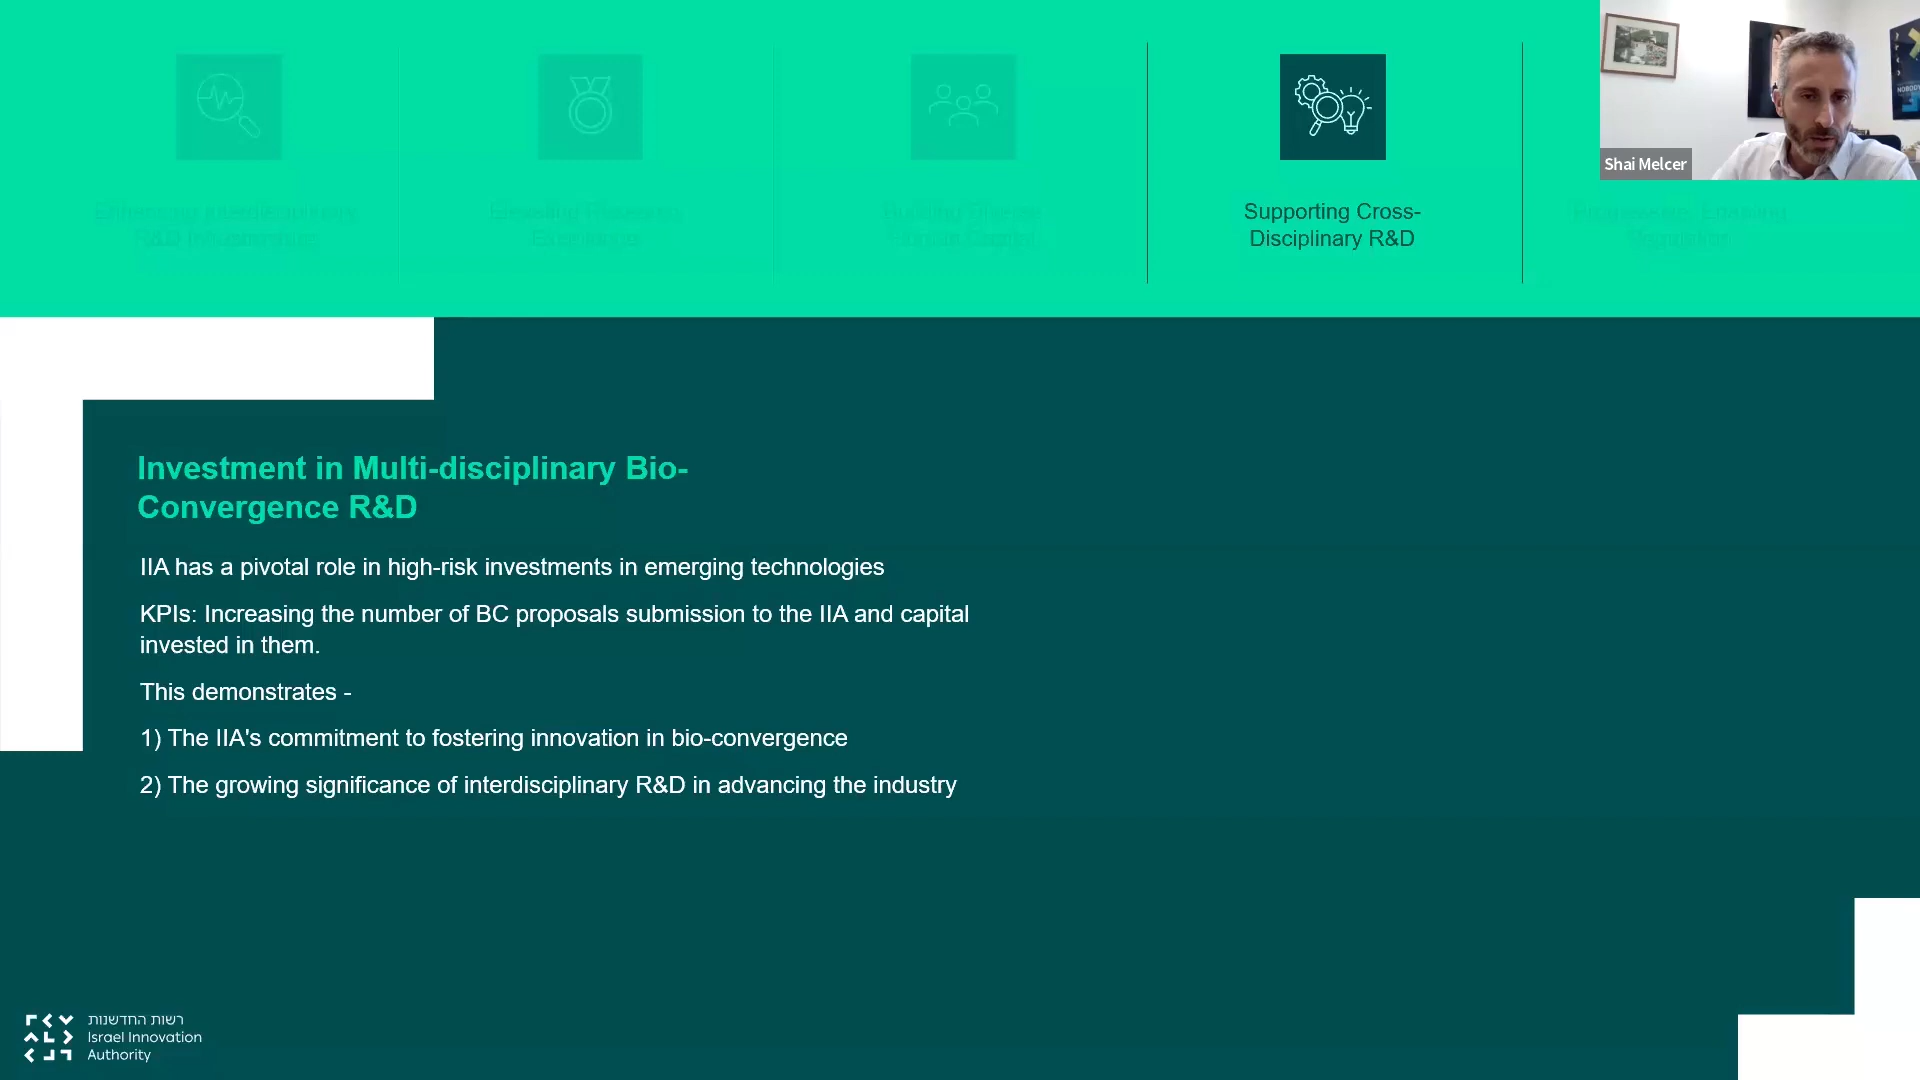 Supporting Cross-
Disciplinary R&D
Shai Melcer
NOBODY
Investment in Multi-disciplinary Bio-
Convergence R&D
IIA has a pivotal role in high-risk investments in emerging technologies
KPIs: Increasing the number of BC proposals submission to the IIA and capital
invested in them.
This demonstrates -
1) The IIA's commitment to fostering innovation in bio-convergence
2) The growing significance of interdisciplinary R&D in advancing the industry
רשות החדשנות
Israel Innovation
Authority